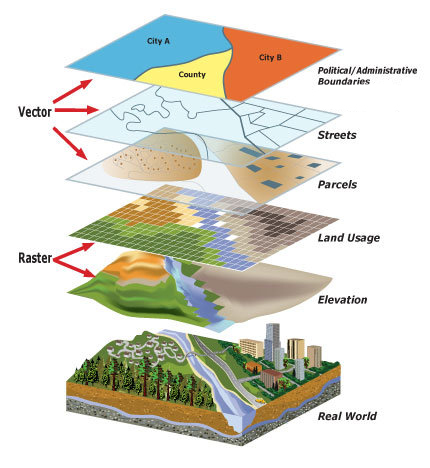 City A
City B
County
Political/Administrative
Boundaries
Vector
Streets
Parcels
Land Usage
Raster
Elevation
Real World